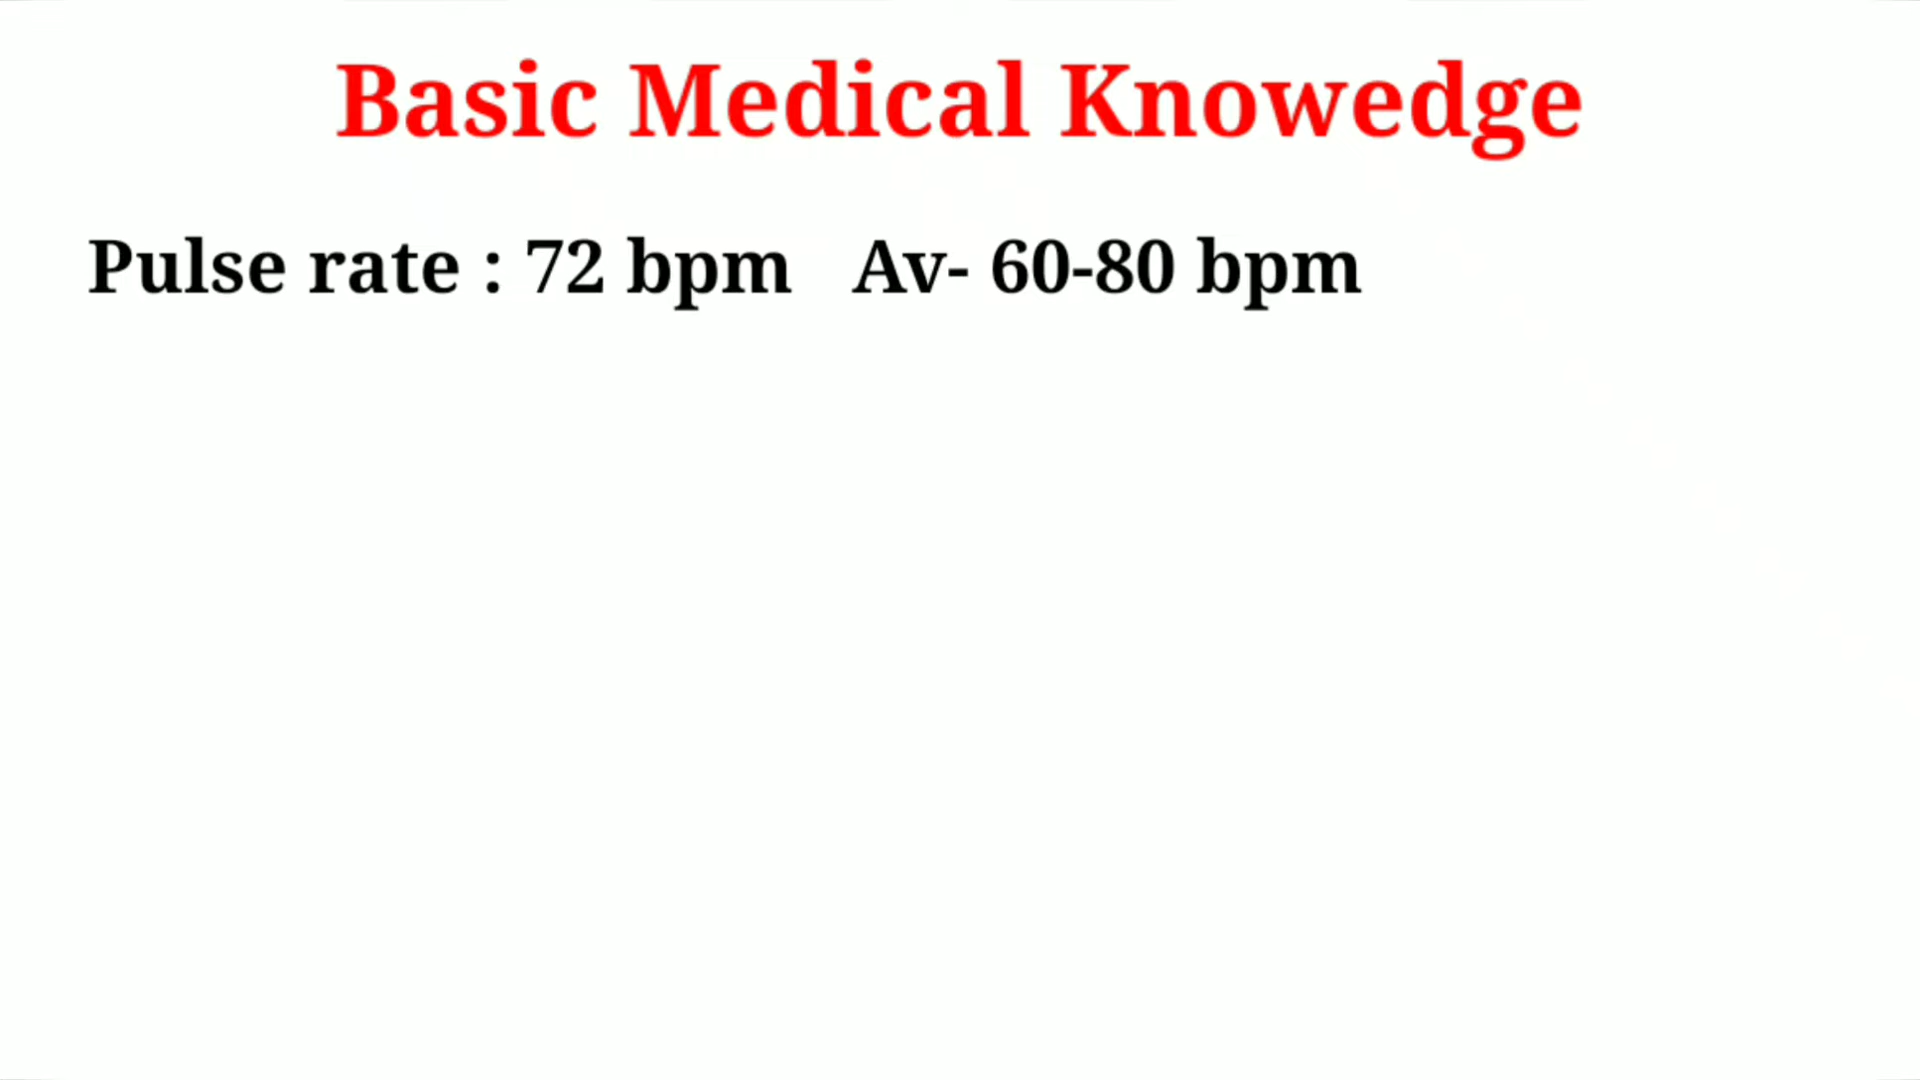 Basic Medical Knowedge
Pulse rate : 72 bpm Av- 60-80 bpm